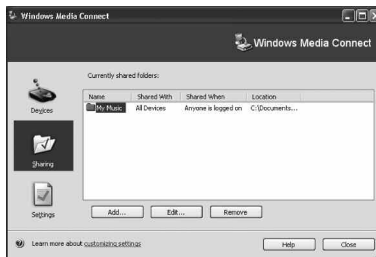 Windows Media Connect
Windows Media Connect
Currently shared folders:
Name Shared With Shared When Location
My Music All Devices Anyone is logged on C:\Documents...
Devices
Sharing
Settings
Add... Edit... Remove
Learn more about customizing settings
Help Close